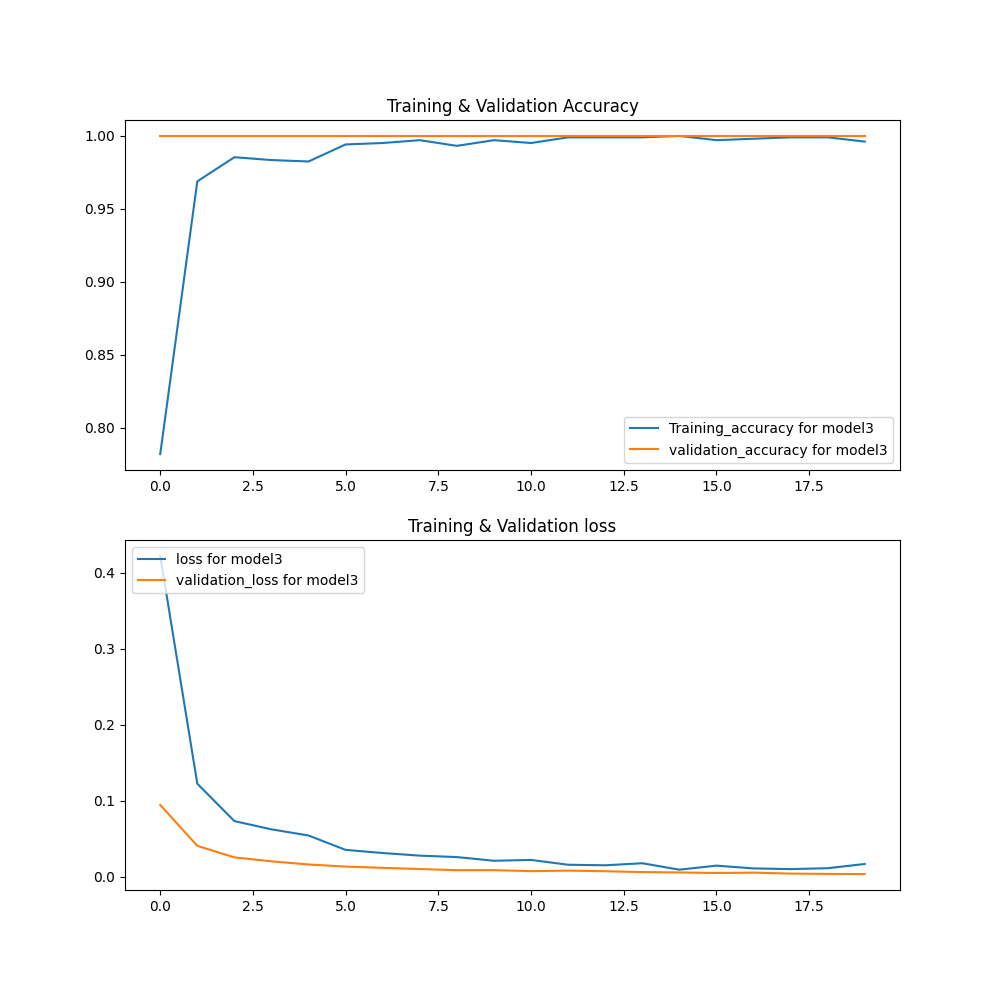 Training & Validation Accuracy
1.00
0.95
0.90
0.85
0.80
Training_accuracy for model3
validation_accuracy for model3
0.0 2.5 5.0 7.5 10.0 12.5 15.0 17.5
Training & Validation loss
loss for model3
validation_loss for model3
0.4
0.3
0.2
0.1
0.0
0.0 2.5 5.0 7.5 10.0 12.5 15.0 17.5